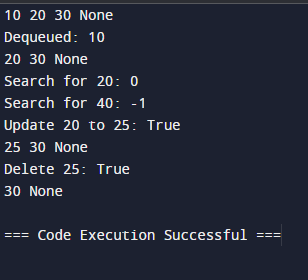 10 20 30 None
Dequeued: 10
20 30 None
Search for 20: 0
Search for 40: -1
Update 20 to 25: True
25 30 None
Delete 25: True
30 None
=== Code Execution Successful ===